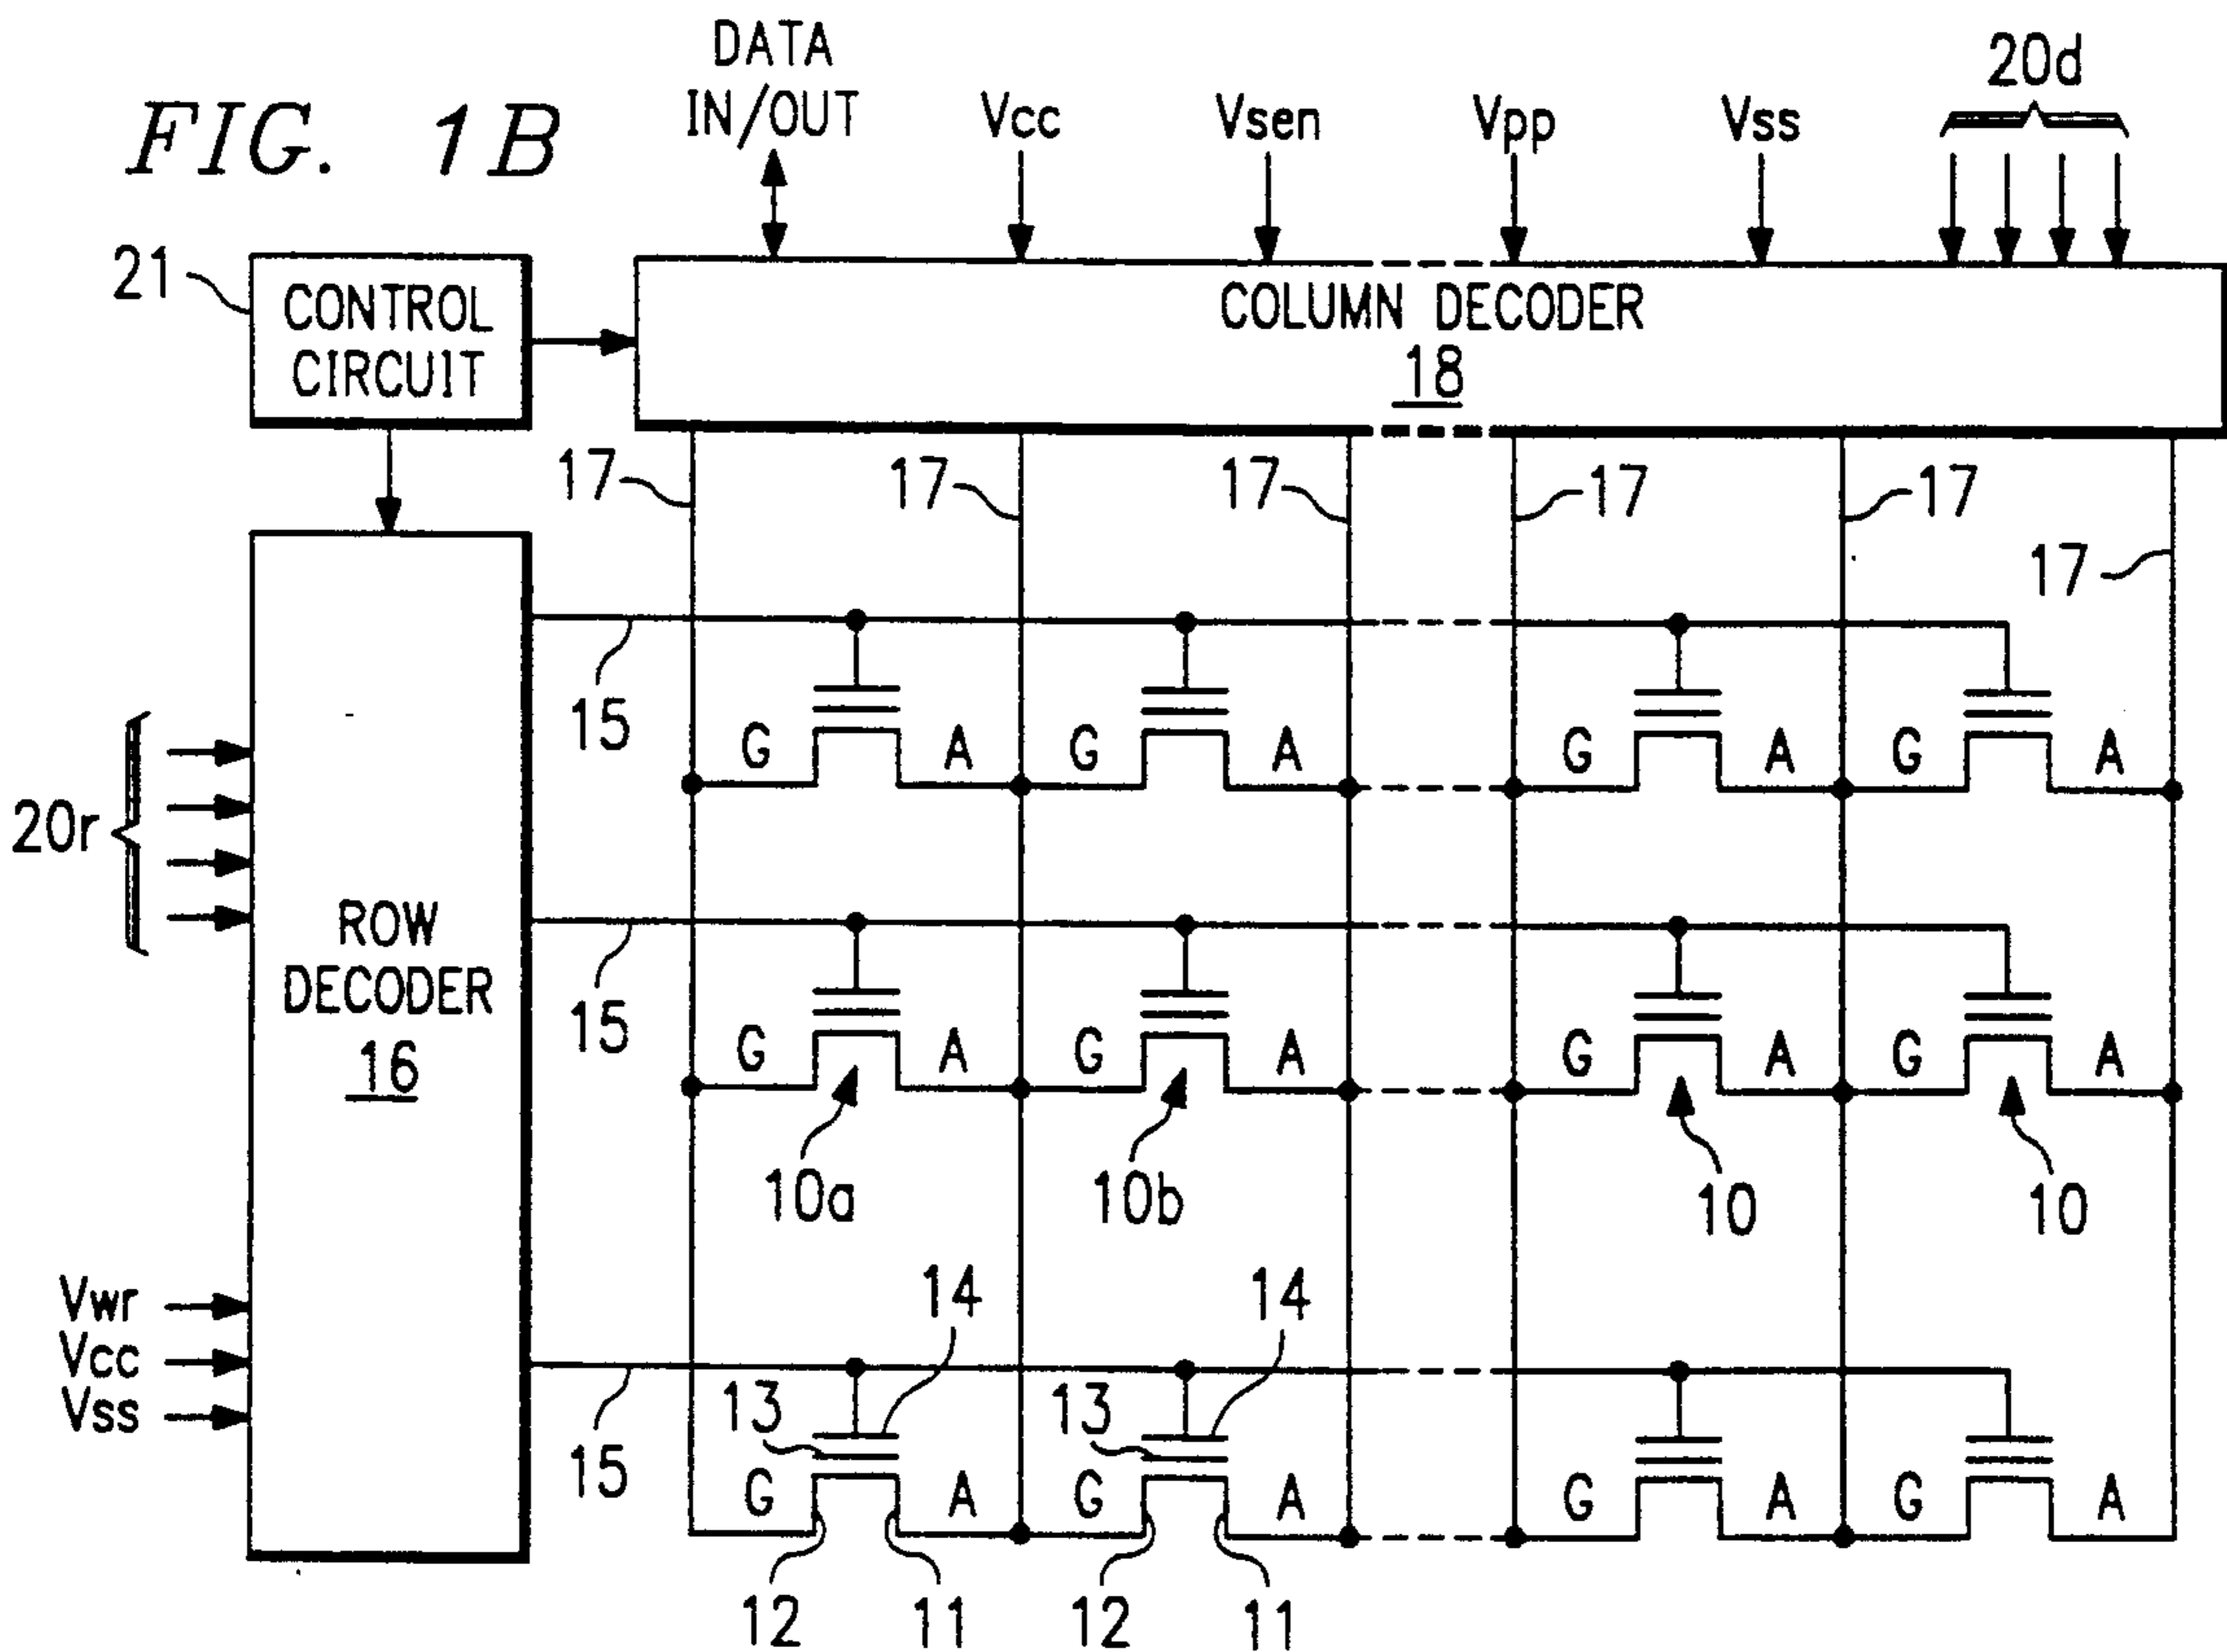 DATA
IN/OUT
Vcc
Vsen
Vpp
Vss
20d
FIG. 1B
21
CONTROL
CIRCUIT
COLUMN DECODER
18
17 17 17 17 17
17
15
G A G A G A G A
20r
ROW
DECODER
16
15
G A G A G A G A
10a 10b 10 10
Vwr
Vcc
Vss
14 14
13 13
15
G A G A G A G A
12 11 12 11